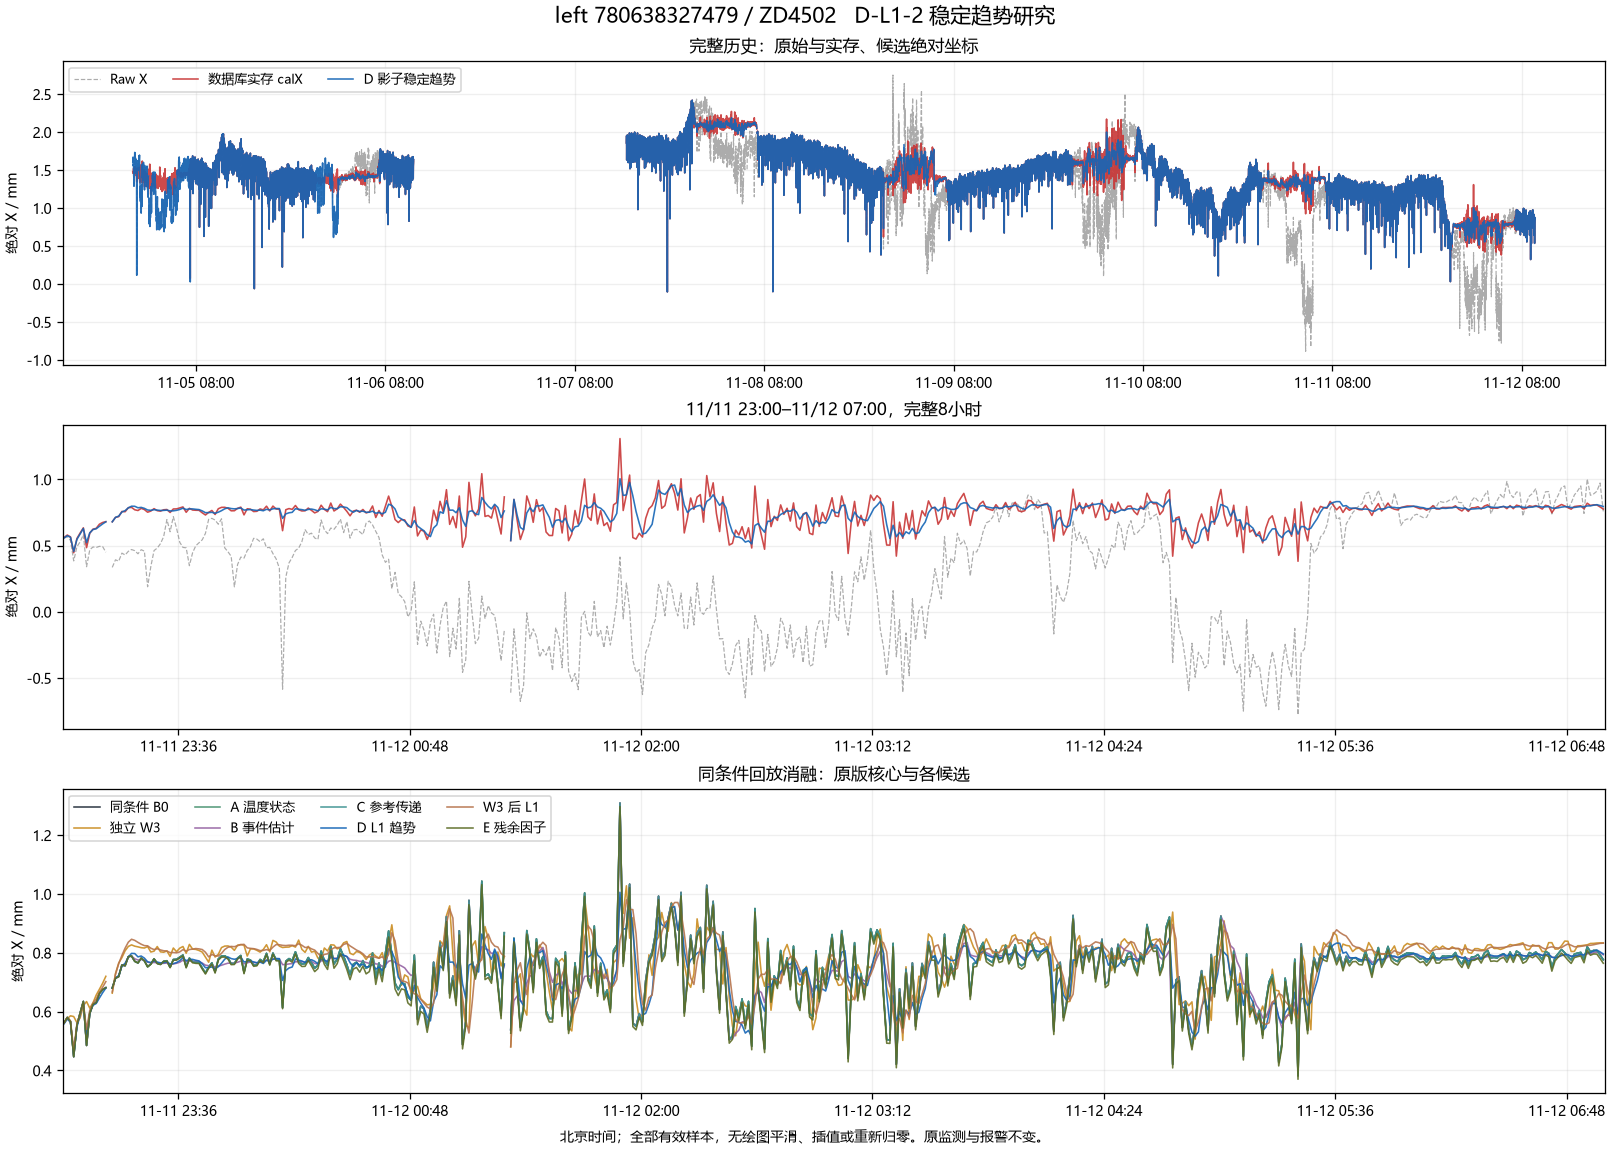 left 780638327479 / ZD4502   D-L1-2 稳定趋势研究
完整历史：原始与实存、候选绝对坐标
Raw X
数据库实存 calX
D 影子稳定趋势
绝对 X / mm
2.5
2.0
1.5
1.0
0.5
0.0
-0.5
-1.0
11-05 08:00
11-06 08:00
11-07 08:00
11-08 08:00
11-09 08:00
11-10 08:00
11-11 08:00
11-12 08:00
11/11 23:00–11/12 07:00，完整8小时
绝对 X / mm
1.0
0.5
0.0
-0.5
11-11 23:36
11-12 00:48
11-12 02:00
11-12 03:12
11-12 04:24
11-12 05:36
11-12 06:48
同条件回放消融：原版核心与各候选
同条件 B0
A 温度状态
C 参考传递
W3 后 L1
独立 W3
B 事件估计
D L1 趋势
E 残余因子
绝对 X / mm
1.2
1.0
0.8
0.6
0.4
11-11 23:36
11-12 00:48
11-12 02:00
11-12 03:12
11-12 04:24
11-12 05:36
11-12 06:48
北京时间；全部有效样本，无绘图平滑、插值或重新归零。原监测与报警不变。